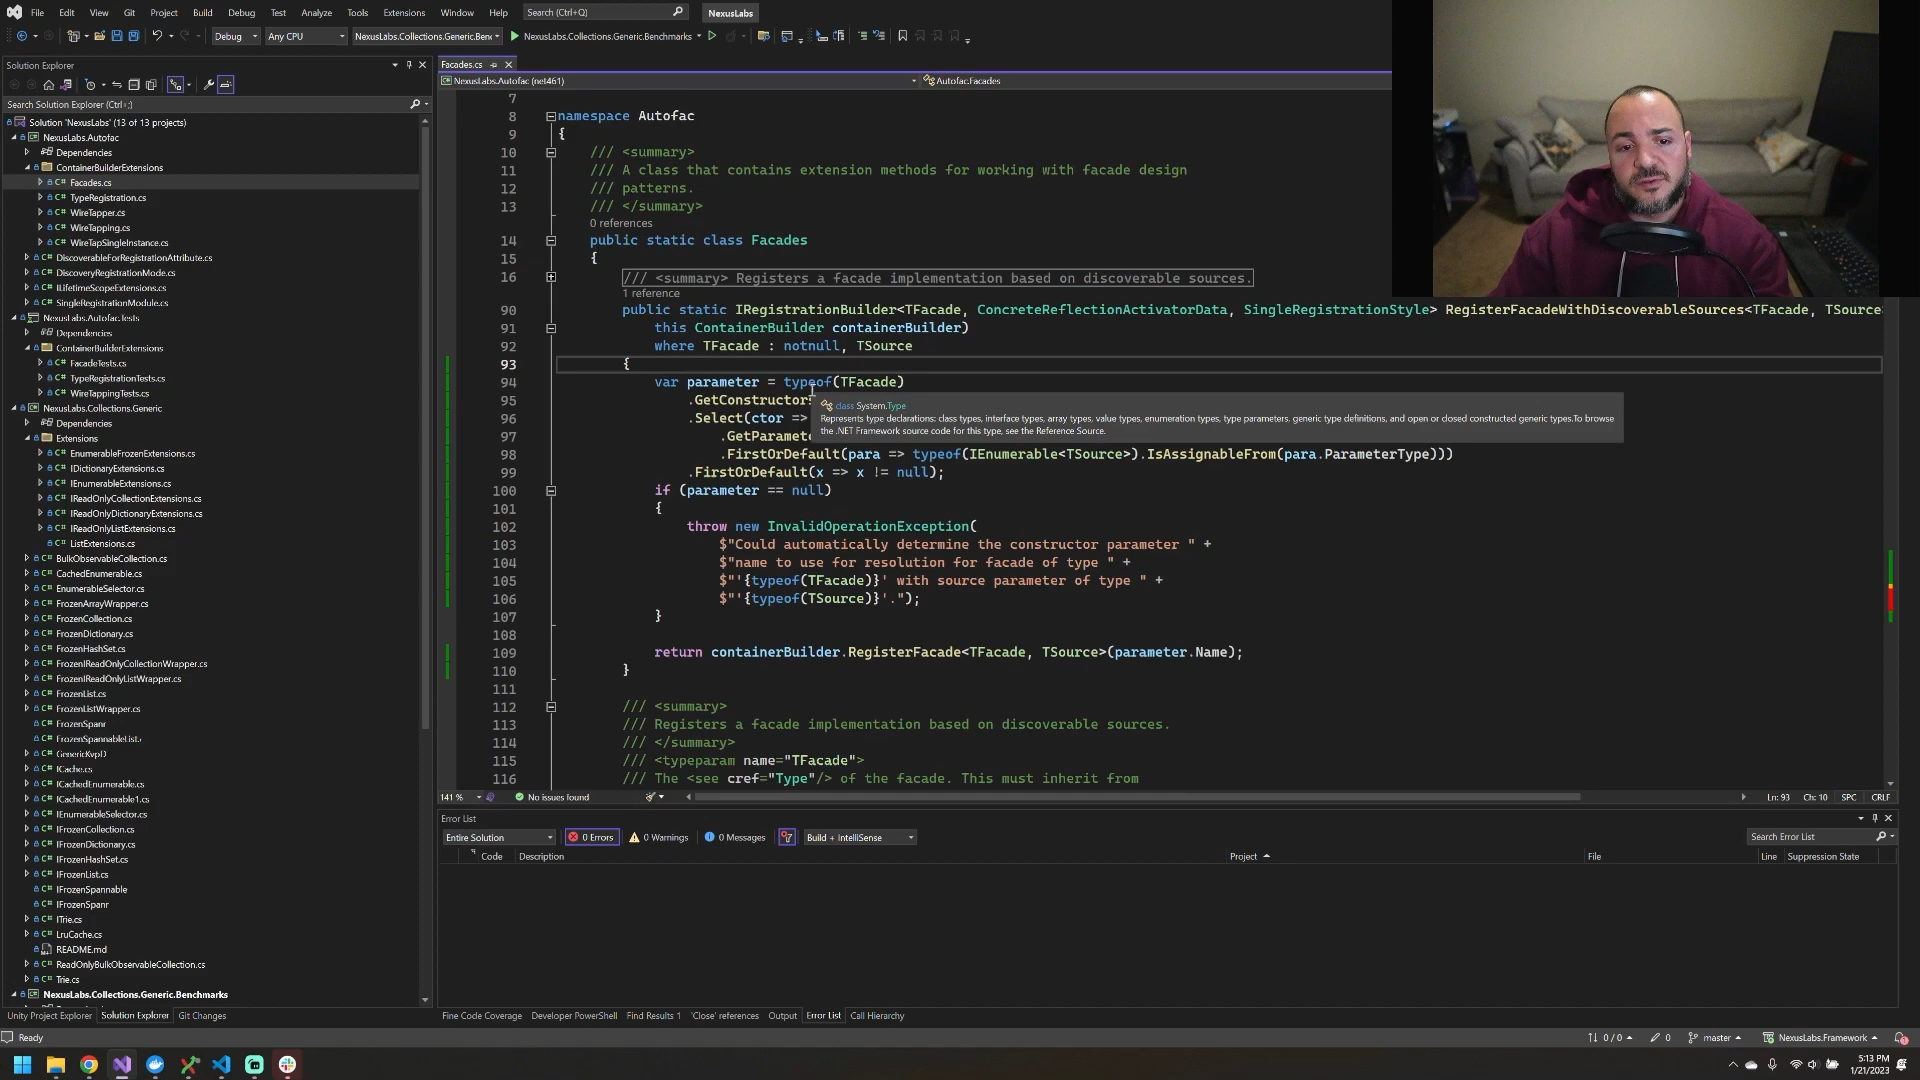 File Edit View Git Project Build Debug Test Analyze Tools Extensions Window Help Search (Ctrl+Q) NexusLabs
Debug Any CPU NexusLabs.Collections.Generic.Benc NexusLabs.Collections.Generic.Benchmarks
Solution Explorer
Search Solution Explorer (Ctrl+;)
Solution 'NexusLabs' (13 of 13 projects)
NexusLabs.Autofac
Dependencies
ContainerBuilderExtensions
C# Facades.cs
C# TypeRegistration.cs
C# WireTapper.cs
C# WireTapping.cs
C# WireTapSingleInstance.cs
C# DiscoverableForRegistrationAttribute.cs
C# DiscoveryRegistrationMode.cs
C# ILifetimeScopeExtensions.cs
C# SingleRegistrationModule.cs
NexusLabs.Autofac.Tests
Dependencies
ContainerBuilderExtensions
C# FacadeTests.cs
C# TypeRegistrationTests.cs
C# WireTappingTests.cs
NexusLabs.Collections.Generic
Dependencies
Extensions
C# EnumerableFrozenExtensions.cs
C# IDictionaryExtensions.cs
C# IEnumerableExtensions.cs
C# IReadOnlyCollectionExtensions.cs
C# IReadOnlyDictionaryExtensions.cs
C# IReadOnlyListExtensions.cs
C# ListExtensions.cs
C# BulkObservableCollection.cs
C# CachedEnumerable.cs
C# EnumerableSelector.cs
C# FrozenArrayWrapper.cs
C# FrozenCollection.cs
C# FrozenDictionary.cs
C# FrozenHashSet.cs
C# FrozenIReadOnlyCollectionWrapper.cs
C# FrozenIReadOnlyListWrapper.cs
C# FrozenList.cs
C# FrozenListWrapper.cs
C# FrozenSpanr
C# FrozenSpannableList.
C# GenericKvpD
C# ICache.cs
C# ICachedEnumerable.cs
C# ICachedEnumerable1.cs
C# IEnumerableSelector.cs
C# IFrozenCollection.cs
C# IFrozenDictionary.cs
C# IFrozenHashSet.cs
C# IFrozenList.cs
C# IFrozenSpannable
C# IFrozenSpanr
C# ITrie.cs
C# LruCache.cs
README.md
C# ReadOnlyBulkObservableCollection.cs
C# Trie.cs
NexusLabs.Collections.Generic.Benchmarks
Unity Project Explorer Solution Explorer Git Changes
Facades.cs
NexusLabs.Autofac (net461) Autofac.Facades
7
8 namespace Autofac
9 {
10 /// <summary>
11 /// A class that contains extension methods for working with facade design
12 /// patterns.
13 /// </summary>
0 references
14 public static class Facades
15 {
16 /// <summary> Registers a facade implementation based on discoverable sources.
1 reference
90 public static IRegistrationBuilder<TFacade, ConcreteReflectionActivatorData, SingleRegistrationStyle> RegisterFacadeWithDiscoverableSources<TFacade, TSource
91 this ContainerBuilder containerBuilder)
92 where TFacade : notnull, TSource
93 {
94 var parameter = typeof(TFacade)
95 .GetConstructors
96 .Select(ctor =>
97 .GetParamete
98 .FirstOrDefault(para => typeof(IEnumerable<TSource>).IsAssignableFrom(para.ParameterType)))
99 .FirstOrDefault(x => x != null);
100 if (parameter == null)
101 {
102 throw new InvalidOperationException(
103 $"Could automatically determine the constructor parameter " +
104 $"name to use for resolution for facade of type " +
105 $"'{typeof(TFacade)}' with source parameter of type " +
106 $"'{typeof(TSource)}'.");
107 }
108
109 return containerBuilder.RegisterFacade<TFacade, TSource>(parameter.Name);
110 }
111
112 /// <summary>
113 /// Registers a facade implementation based on discoverable sources.
114 /// </summary>
115 /// <typeparam name="TFacade">
116 /// The <see cref="Type"/> of the facade. This must inherit from
class System.Type
Represents type declarations: class types, interface types, array types, value types, enumeration types, type parameters, generic type definitions, and open or closed constructed generic types.To browse
the .NET Framework source code for this type, see the Reference Source.
141 % No issues found Ln: 93 Ch: 10 SPC CRLF
Error List
Entire Solution 0 Errors 0 Warnings 0 Messages Build + IntelliSense Search Error List
Code Description Project File Line Suppression State
Fine Code Coverage Developer PowerShell Find Results 1 'Close' references Output Error List Call Hierarchy
Ready 0 / 0 0 master NexusLabs.Framework
5:13 PM
1/21/2023